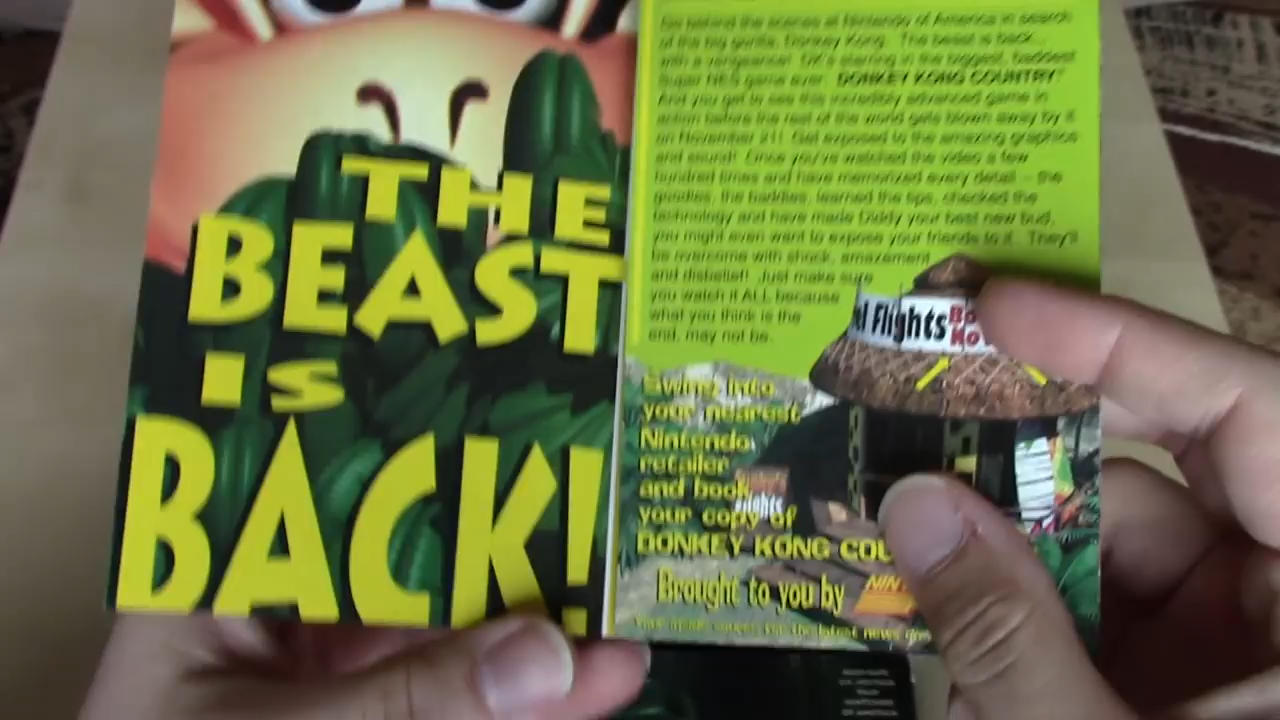 THE
BEAST
IS
BACK!
Go behind the scenes at Nintendo of America in search
of the big gorilla, Donkey Kong. The beast is back...
with a vengeance! DK's starring in the biggest, baddest
Super NES game ever. DONKEY KONG COUNTRY™
And you get to see this incredibly advanced game in
action before the rest of the world gets blown away by it
on November 21! Get exposed to the amazing graphics
and sound! Once you've watched the video a few
hundred times and have memorized every detail -- the
goodies, the baddies, learned the tips, checked the
technology and have made Diddy your best new bud,
you might even want to expose your friends to it. They'll
be overcome with shock, amazement
and disbelief! Just make sure
you watch it ALL because
what you think is the
end, may not be.
Flights
Swing into
your nearest
Nintendo
retailer
and book
your copy of
DONKEY KONG COU
Brought to you by
NIN
for the latest news